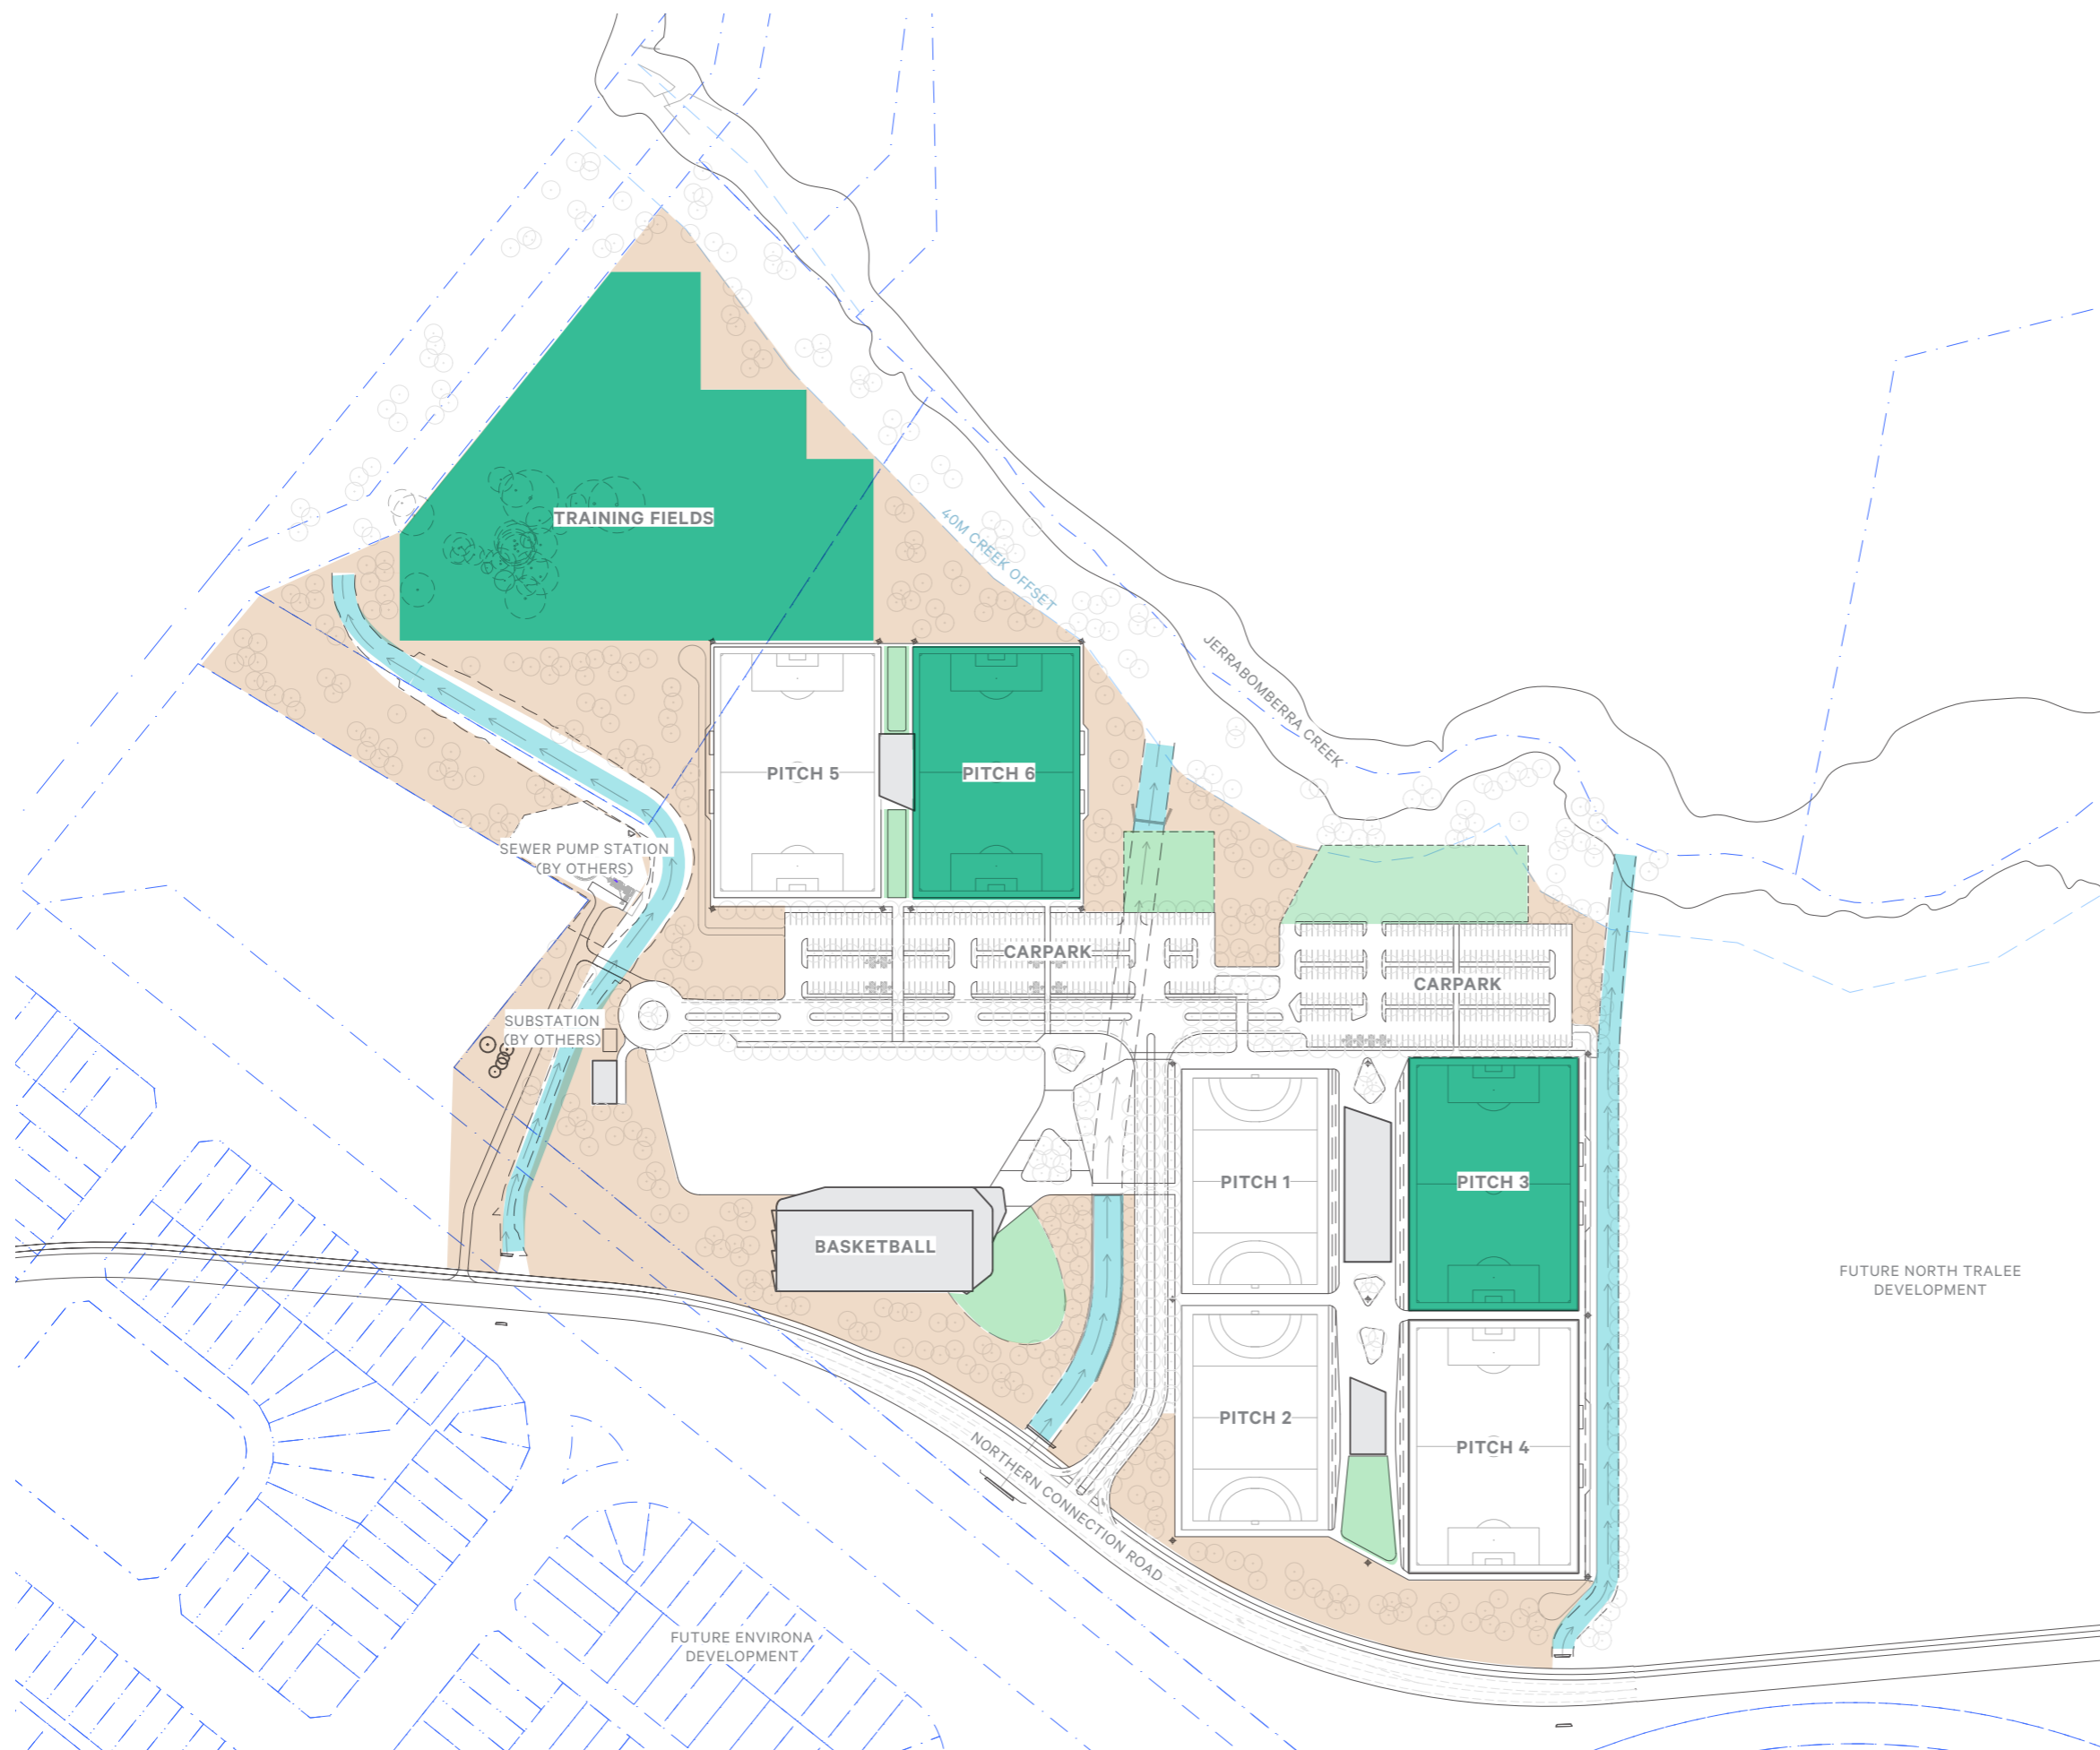 TRAINING FIELDS
40M CREEK OFFSET
JERRABOMBERRA CREEK
PITCH 5
PITCH 6
SEWER PUMP STATION
(BY OTHERS)
CARPARK
CARPARK
SUBSTATION
(BY OTHERS)
PITCH 1
PITCH 3
BASKETBALL
FUTURE NORTH TRALEE
DEVELOPMENT
PITCH 2
PITCH 4
NORTHERN CONNECTION ROAD
FUTURE ENVIRONA
DEVELOPMENT